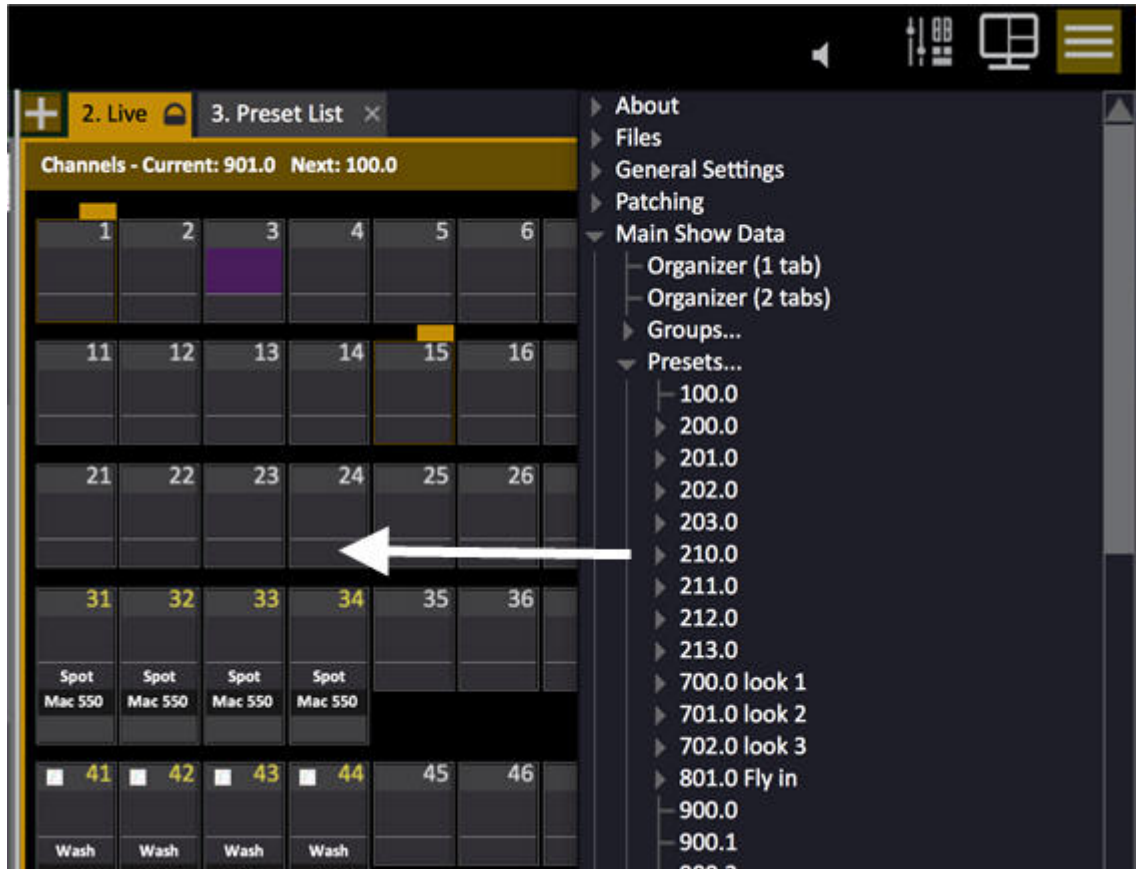 2. Live
3. Preset List
Channels - Current: 901.0 Next: 100.0
1 2 3 4 5 6
11 12 13 14 15 16
21 22 23 24 25 26
31 32 33 34 35 36
Spot Spot Spot Spot
Mac 550 Mac 550 Mac 550 Mac 550
41 42 43 44 45 46
Wash Wash Wash Wash
About
Files
General Settings
Patching
Main Show Data
Organizer (1 tab)
Organizer (2 tabs)
Groups...
Presets...
100.0
200.0
201.0
202.0
203.0
210.0
211.0
212.0
213.0
700.0 look 1
701.0 look 2
702.0 look 3
801.0 Fly in
900.0
900.1